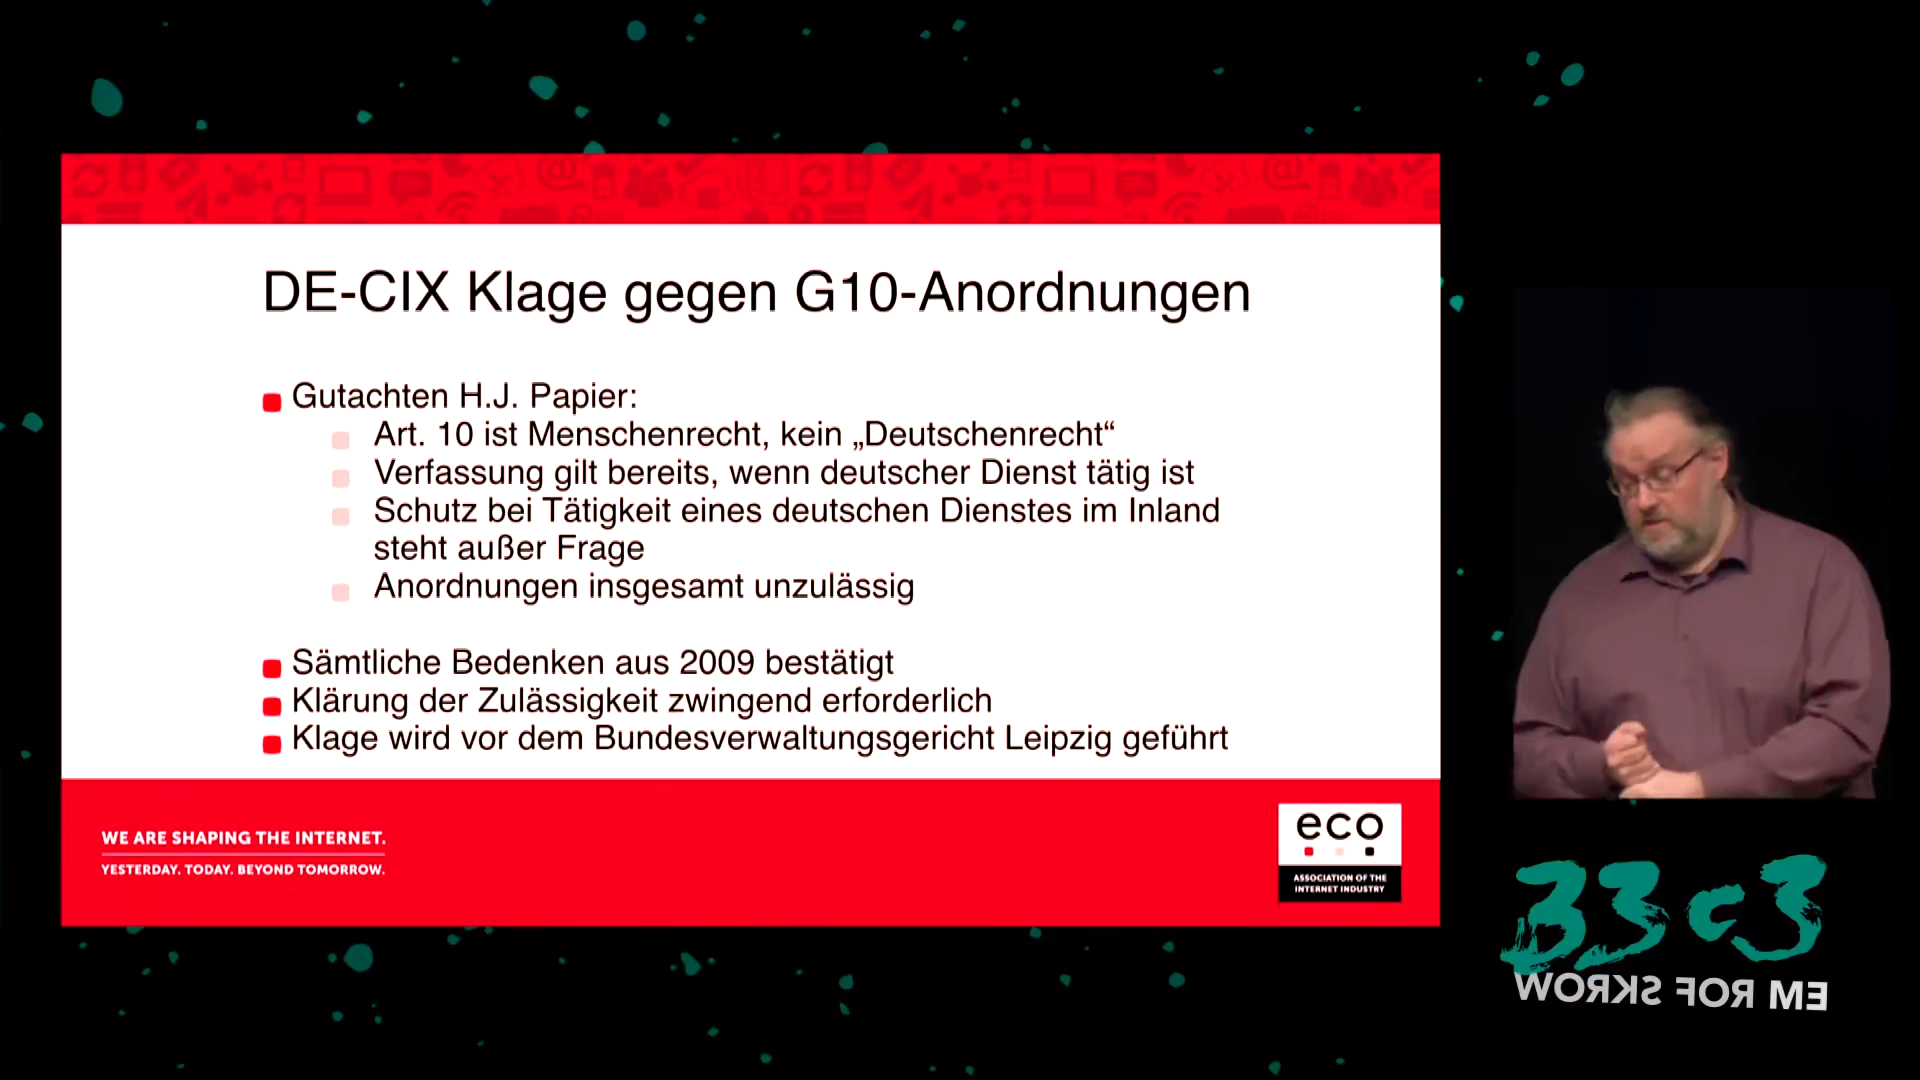 DE-CIX Klage gegen G10-Anordnungen
Gutachten H.J. Papier:
Art. 10 ist Menschenrecht, kein „Deutschenrecht“
Verfassung gilt bereits, wenn deutscher Dienst tätig ist
Schutz bei Tätigkeit eines deutschen Dienstes im Inland
steht außer Frage
Anordnungen insgesamt unzulässig
Sämtliche Bedenken aus 2009 bestätigt
Klärung der Zulässigkeit zwingend erforderlich
Klage wird vor dem Bundesverwaltungsgericht Leipzig geführt
WE ARE SHAPING THE INTERNET.
YESTERDAY. TODAY. BEYOND TOMORROW.
eco
ASSOCIATION OF THE
INTERNET INDUSTRY
33c3
WORKS FOR ME